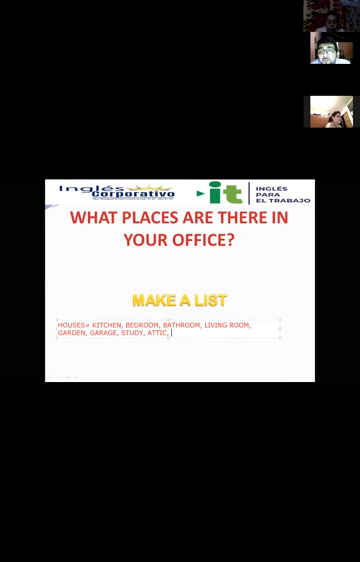 Inglés
Corporativo
it
INGLÉS
PARA
EL TRABAJO
WHAT PLACES ARE THERE IN
YOUR OFFICE?
MAKE A LIST
HOUSES= KITCHEN, BEDROOM, BATHROOM, LIVING ROOM,
GARDEN, GARAGE, STUDY, ATTIC,